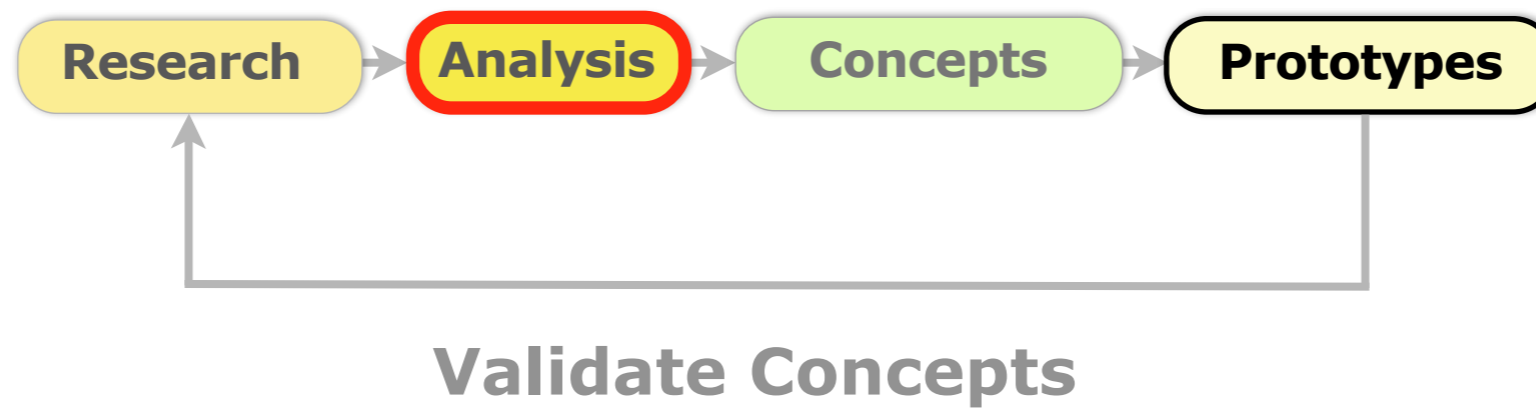 Research
Analysis
Concepts
Prototypes
Validate Concepts